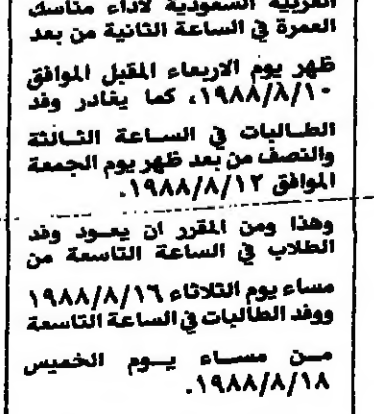 العربية السعودية لاداء مناسك
العمرة في الساعة الثانية من بعد
ظهر يوم الاربعاء المقبل الموافق
١٩٨٨/٨/١٠، كما يغادر وفد
الطالبات في الساعة الثالثة
والنصف من بعد ظهر يوم الجمعة
الموافق ١٩٨٨/٨/١٢.
وهذا ومن المقرر ان يعود وفد
الطلاب في الساعة التاسعة من
مساء يوم الثلاثاء ١٩٨٨/٨/١٦
ووفد الطالبات في الساعة التاسعة
من مساء يوم الخميس
١٩٨٨/٨/١٨.